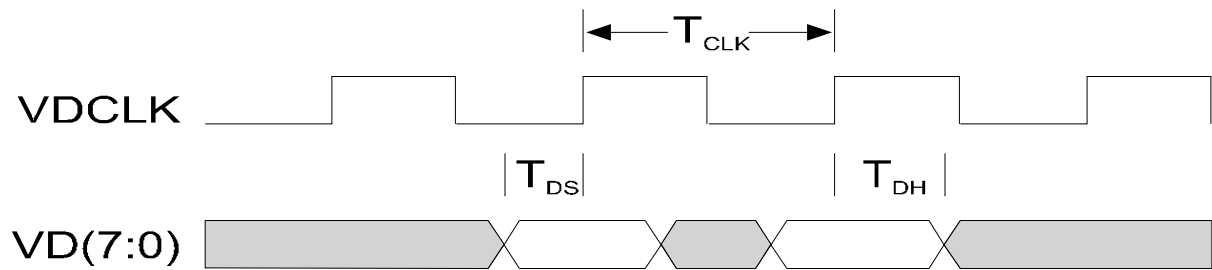 TCLK
VDCLK
TDS
TDH
VD(7:0)